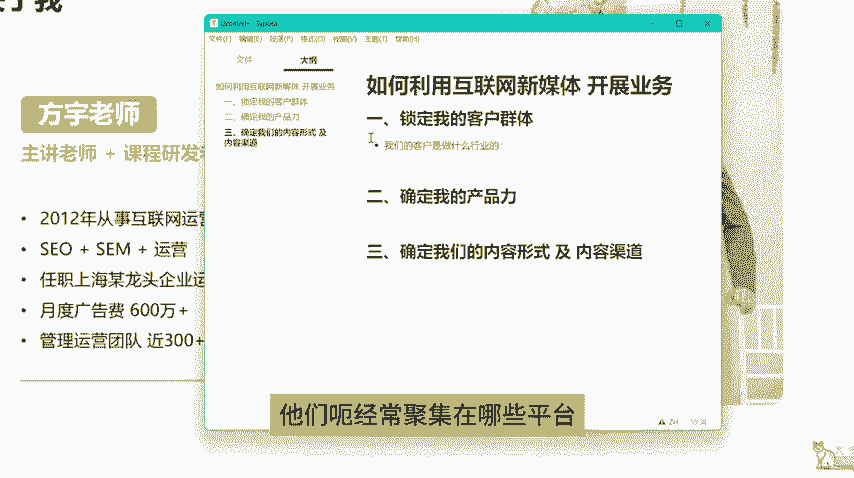 于我
方宇老师
主讲老师 + 课程研发
• 2012年从事互联网运营
• SEO + SEM + 运营
• 任职上海某龙头企业运
• 月度广告费 600万+
• 管理运营团队 近300+
文件(F) 编辑(E) 段落(P) 格式(O) 视图(V) 主题(T) 帮助(H)
文件 大纲
如何利用互联网新媒体 开展业务
一、锁定我的客户群体
二、确定我的产品力
三、确定我们的内容形式 及
内容渠道
如何利用互联网新媒体 开展业务
一、锁定我的客户群体
• 我们的客户是做什么行业的：
二、确定我的产品力
三、确定我们的内容形式 及 内容渠道
他们呃经常聚集在哪些平台